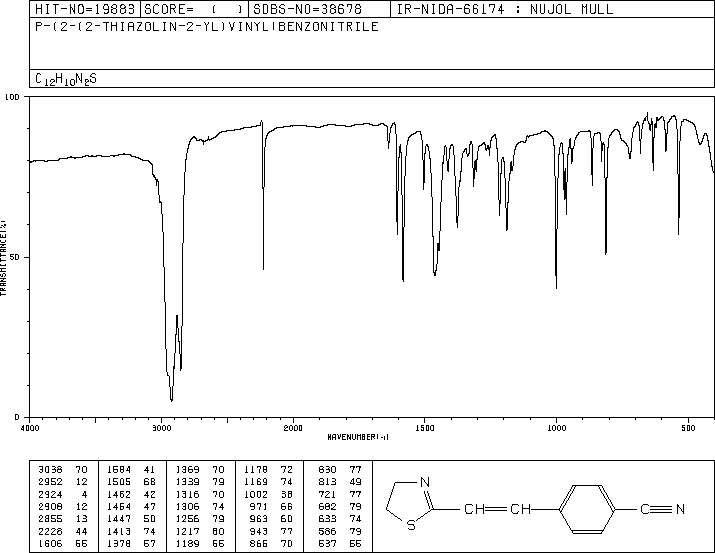 HIT-NO=19883 SCORE= ( ) SDBS-NO=38678 IR-NIDA-66174 : NUJOL MULL
P-(2-(2-THIAZOLIN-2-YL)VINYL)BENZONITRILE
C12H10N2S
100
50
0
TRANSMITTANCE(%)
4000 3000 2000 1500 1000 500
WAVENUMBER(-1)
3038 70 1584 41 1369 70 1178 72 830 77
2952 12 1505 68 1339 79 1169 74 813 49
2924 4 1462 42 1316 70 1002 38 721 77
2908 12 1454 47 1306 74 971 66 682 79
2855 13 1447 50 1256 79 963 60 633 74
2228 44 1413 74 1217 60 943 77 586 79
1606 55 1378 57 1189 55 866 70 537 55
N
S
CH
CH
C
N